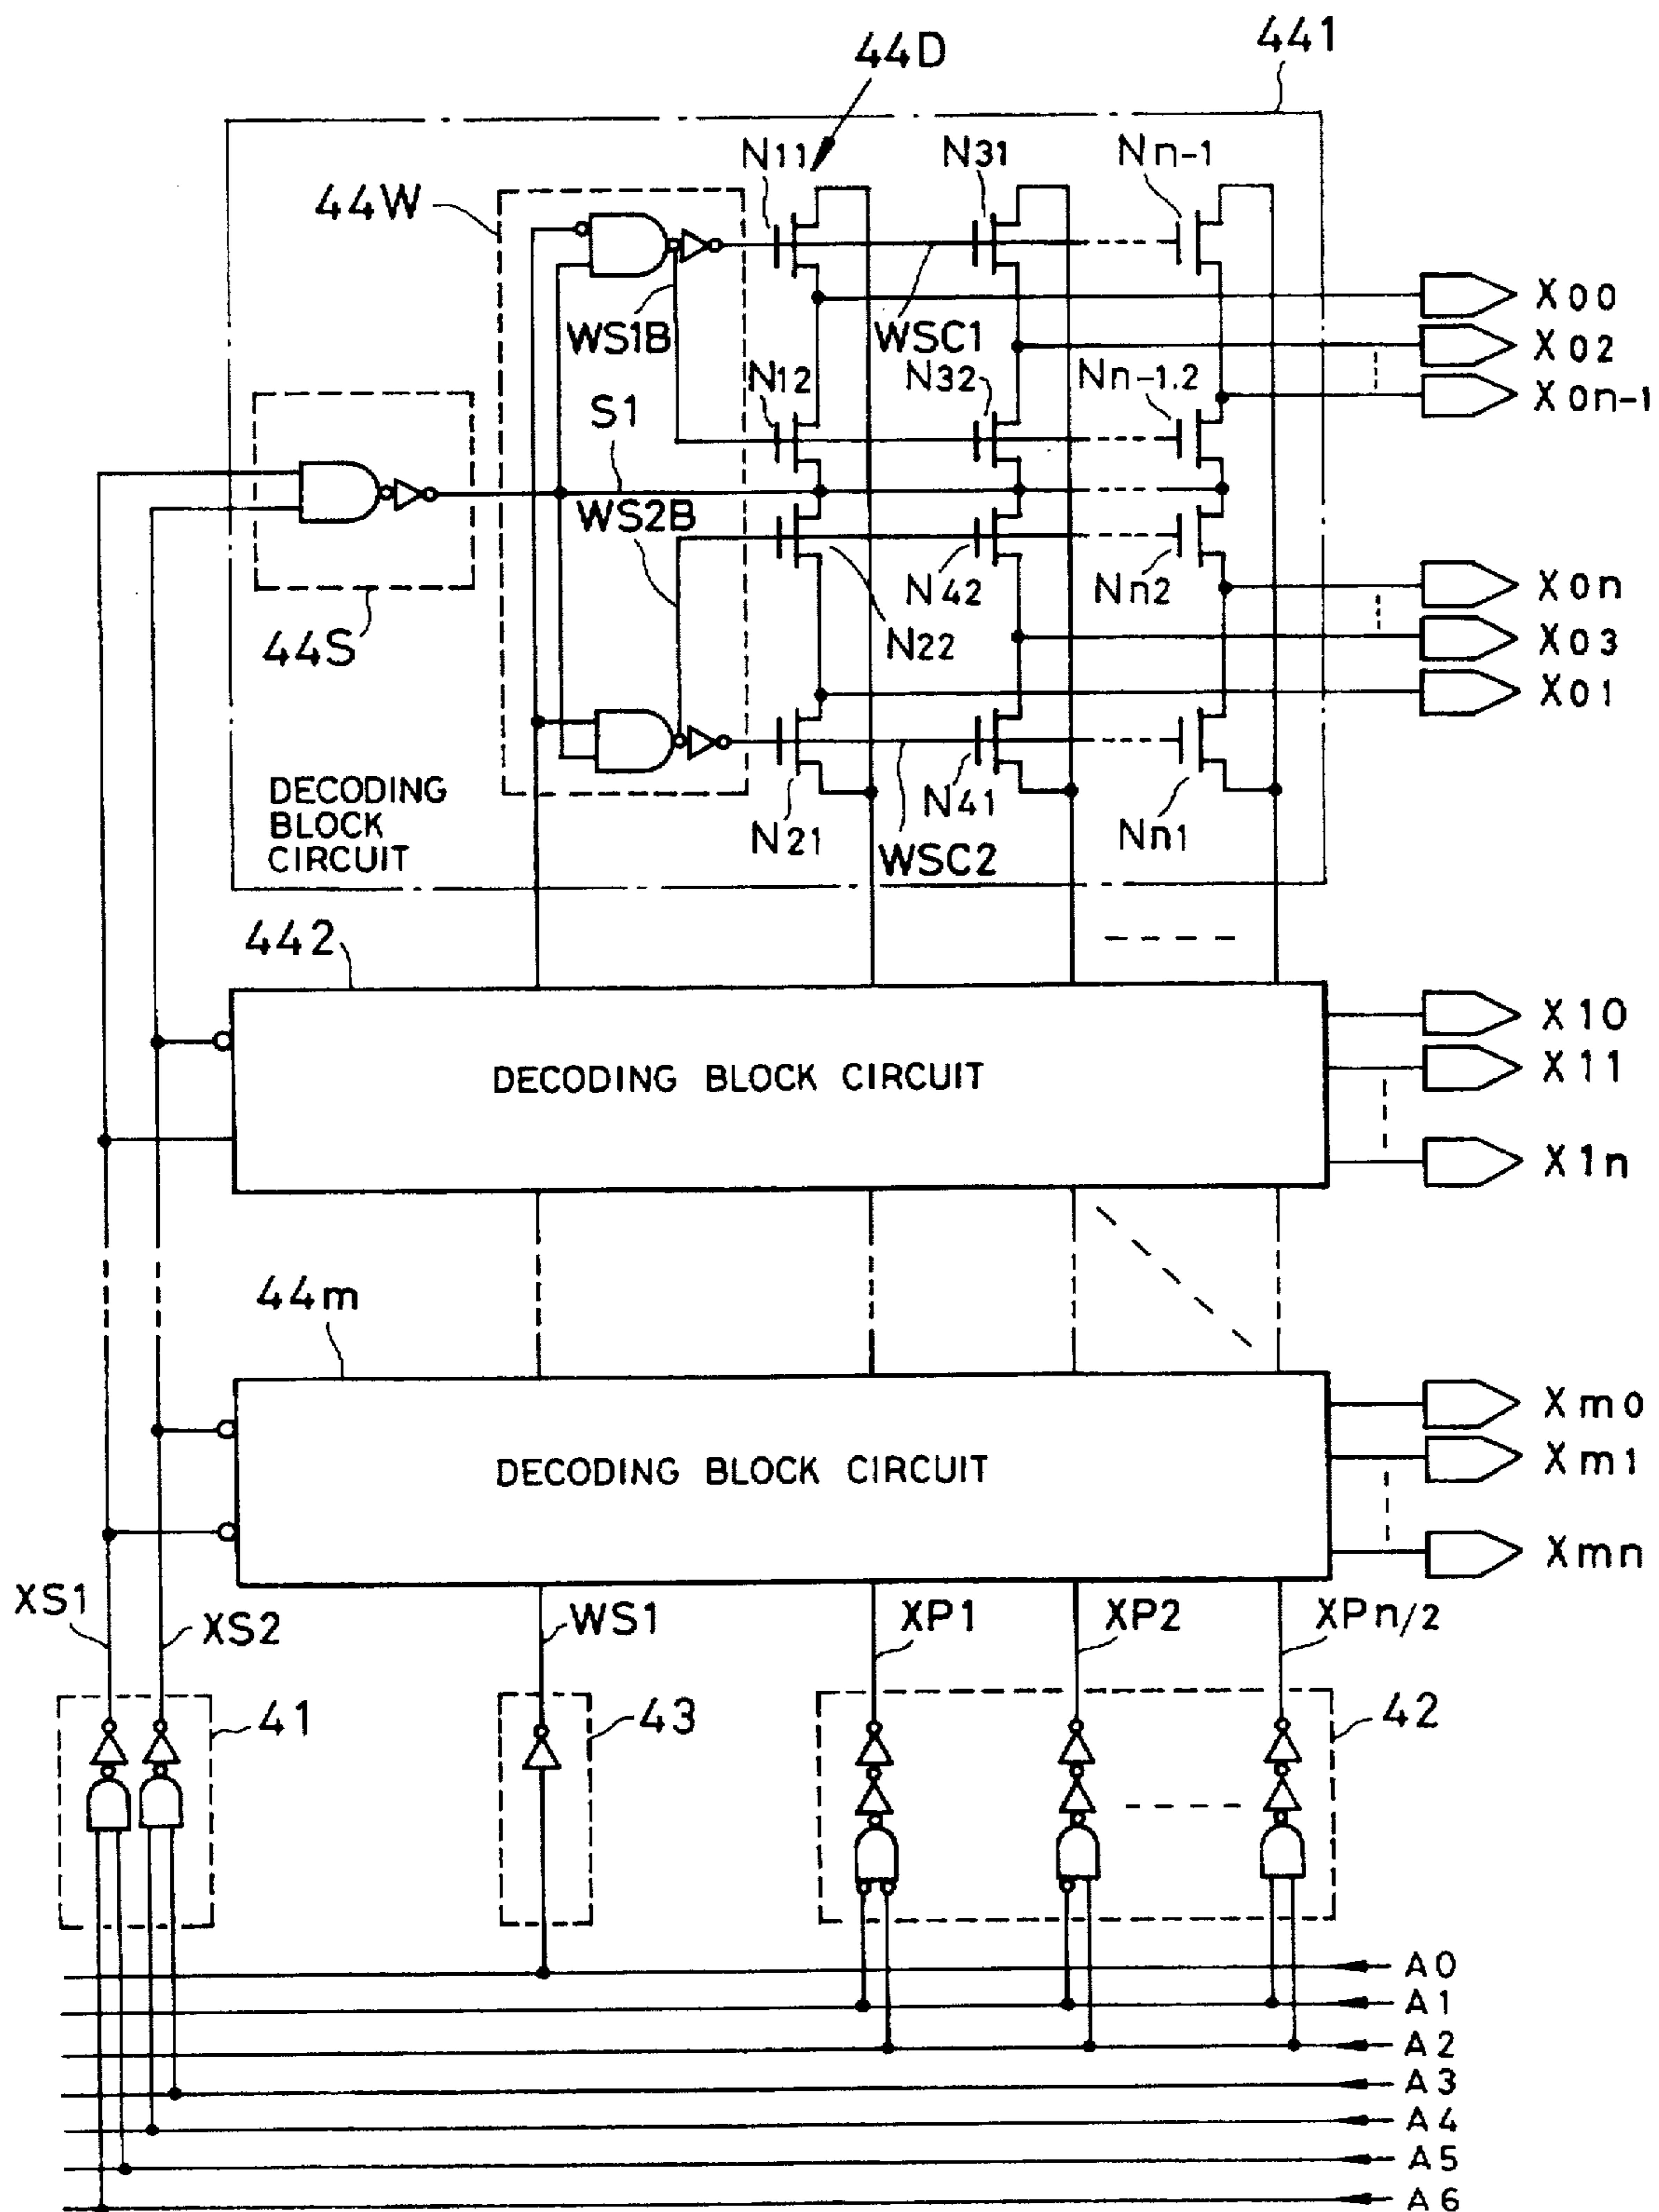 44D
441
N11
N31
Nn-1
44W
X00
WS1B
WSC1
X02
N12
N32
Nn-1.2
X0n-1
S1
WS2B
X0n
N42
Nn2
44S
N22
X03
X01
DECODING
BLOCK
CIRCUIT
N21
N41
Nn1
WSC2
442
X10
DECODING BLOCK CIRCUIT
X11
X1n
44m
Xm0
DECODING BLOCK CIRCUIT
Xm1
Xmn
XS1
XS2
WS1
XP1
XP2
XPn/2
41
43
42
A0
A1
A2
A3
A4
A5
A6